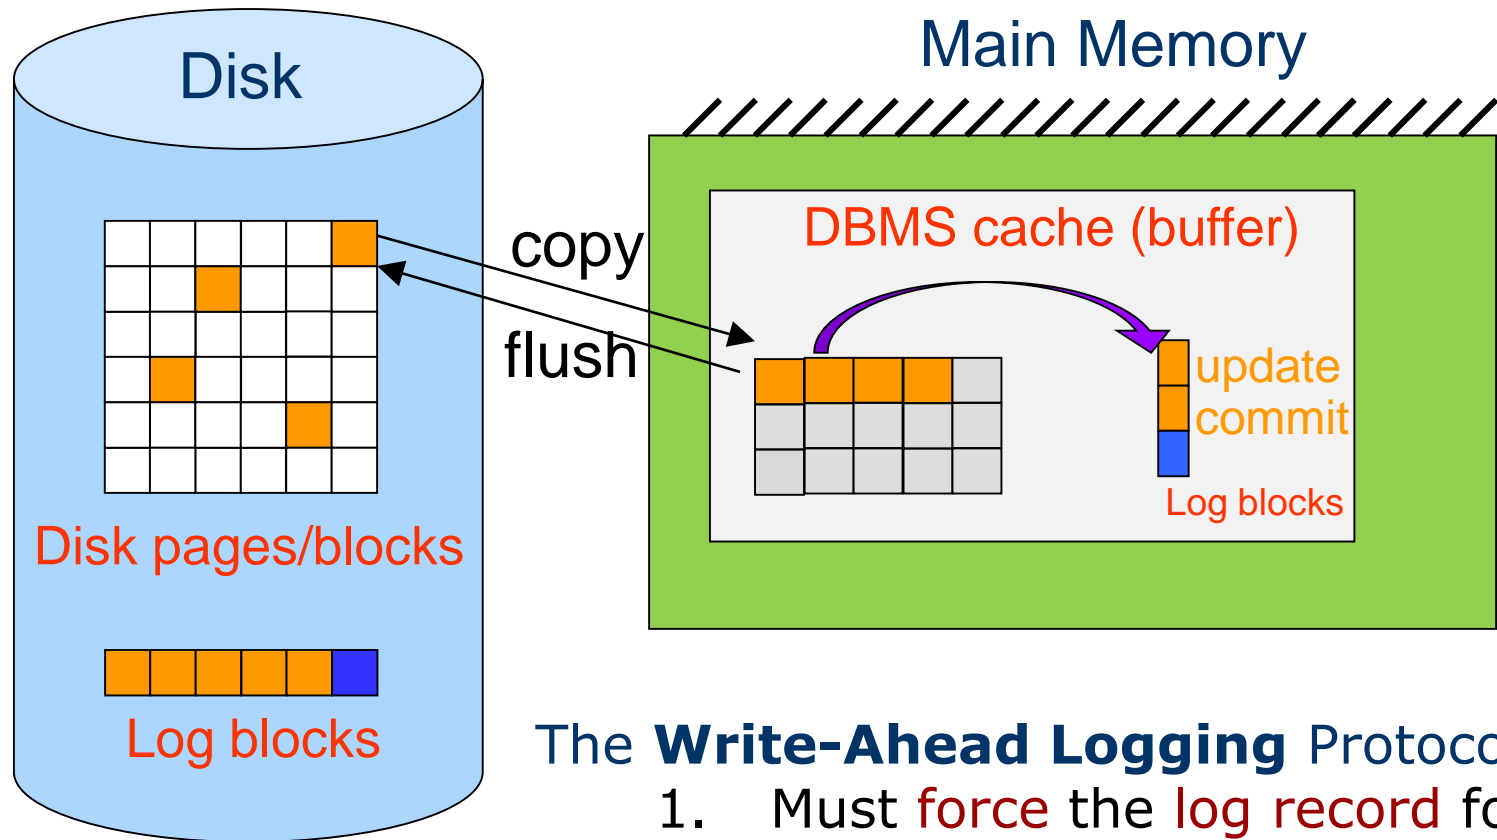 Disk
Main Memory
copy
flush
DBMS cache (buffer)
update
commit
Log blocks
Disk pages/blocks
Log blocks
The Write-Ahead Logging
1. Must force the log record